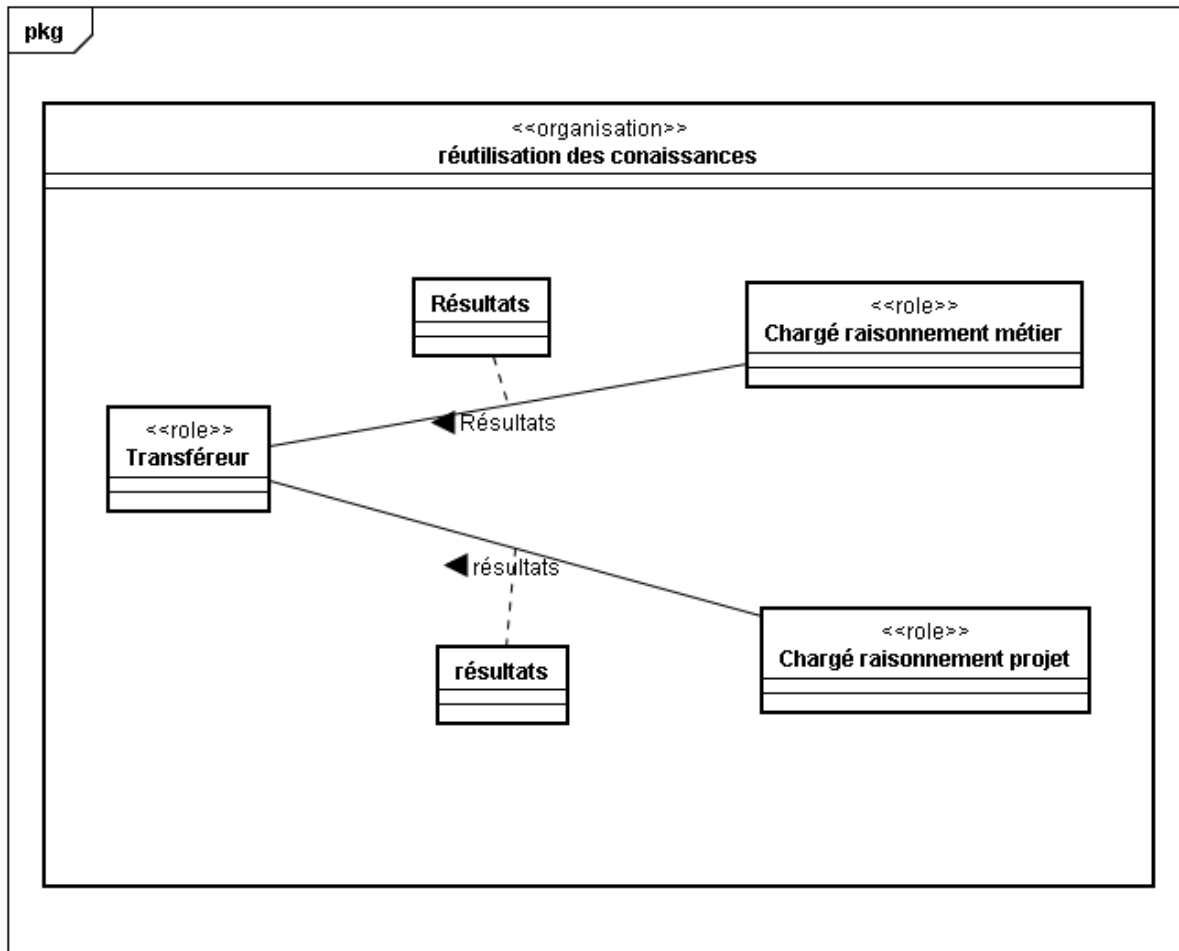 pkg
<<organisation>>
réutilisation des conaissances
Résultats
<<role>>
Chargé raisonnement métier
Résultats
<<role>>
Transféreur
résultats
<<role>>
Chargé raisonnement projet
résultats